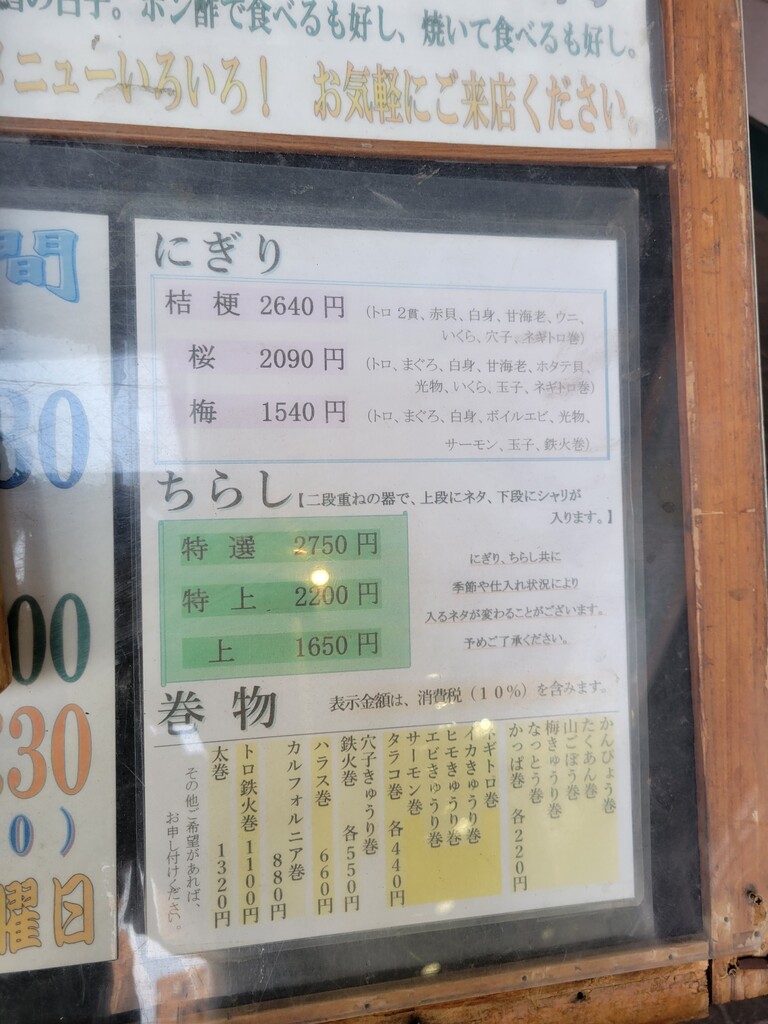 の白子。ポン酢で食べるも好し、焼いて食べるも好し。
メニューいろいろ! お気軽にご来店ください。
間
30
00
30
0)
曜日
にぎり
桔梗 2640円 (トロ2貫、赤貝、白身、甘海老、ウニ、
いくら、穴子、ネギトロ巻)
桜 2090円 (トロ、まぐろ、白身、甘海老、ホタテ貝、
光物、いくら、玉子、ネギトロ巻)
梅 1540円 (トロ、まぐろ、白身、ボイルエビ、光物、
サーモン、玉子、鉄火巻)
ちらし【二段重ねの器で、上段にネタ、下段にシャリが
入ります。】
特選 2750円
特上 2200円
上 1650円
にぎり、ちらし共に
季節や仕入れ状況により
入るネタが変わることがございます。
予めご了承ください。
巻物 表示金額は、消費税(10%)を含みます。
かんぴょう巻
たくあん巻
山ごぼう巻
梅きゅうり巻
なっとう巻
かっぱ巻 各220円
ネギトロ巻
イカきゅうり巻
ヒモきゅうり巻
エビきゅうり巻
サーモン巻
タラコ巻 各440円
穴子きゅうり巻
鉄火巻 各550円
ハラス巻 660円
カルフォルニア巻
880円
トロ鉄火巻 1100円
太巻 1320円
その他ご希望があれば、
お申し付けください。